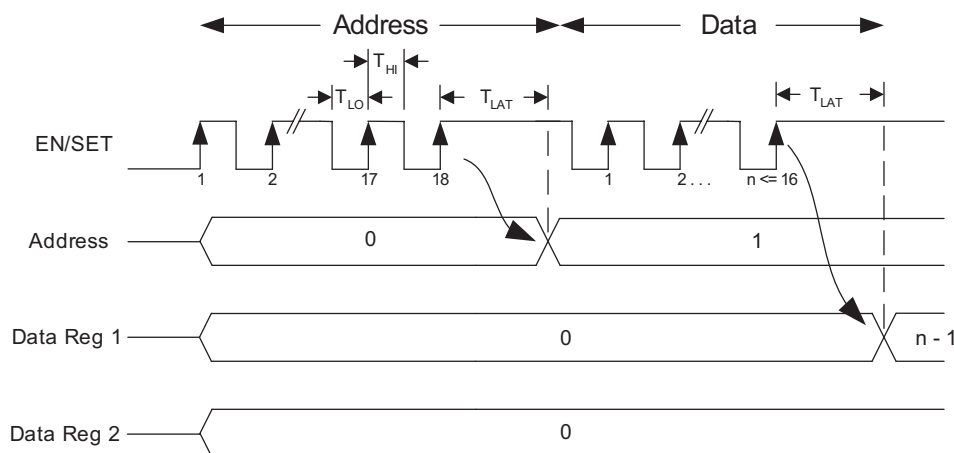 Address Data
T_HI
T_LO T_LAT T_LAT
EN/SET
1 2 17 18 1 2 . . . n <= 16
Address 0 1
Data Reg 1 0 n - 1
Data Reg 2 0